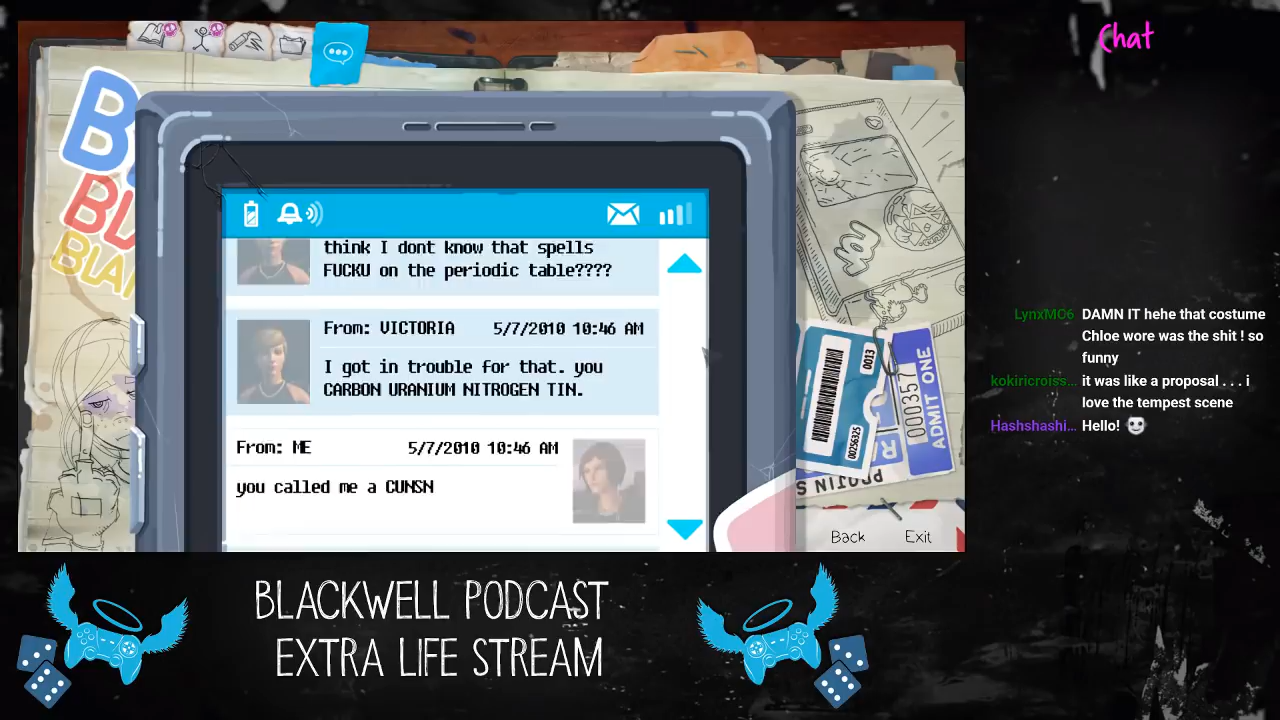 Chat
think I dont know that spells
FUCKU on the periodic table????
From: VICTORIA 5/7/2010 10:46 AM
I got in trouble for that. you
CARBON URANIUM NITROGEN TIN.
From: ME 5/7/2010 10:46 AM
you called me a CUNSN
0013
00256325
000357
ADMIT ONE
Back Exit
LynxMC6 DAMN IT hehe that costume
Chloe wore was the shit ! so
funny
kokiricroiss... it was like a proposal . . . i
love the tempest scene
Hashshashi... Hello!
BLACKWELL PODCAST
EXTRA LIFE STREAM